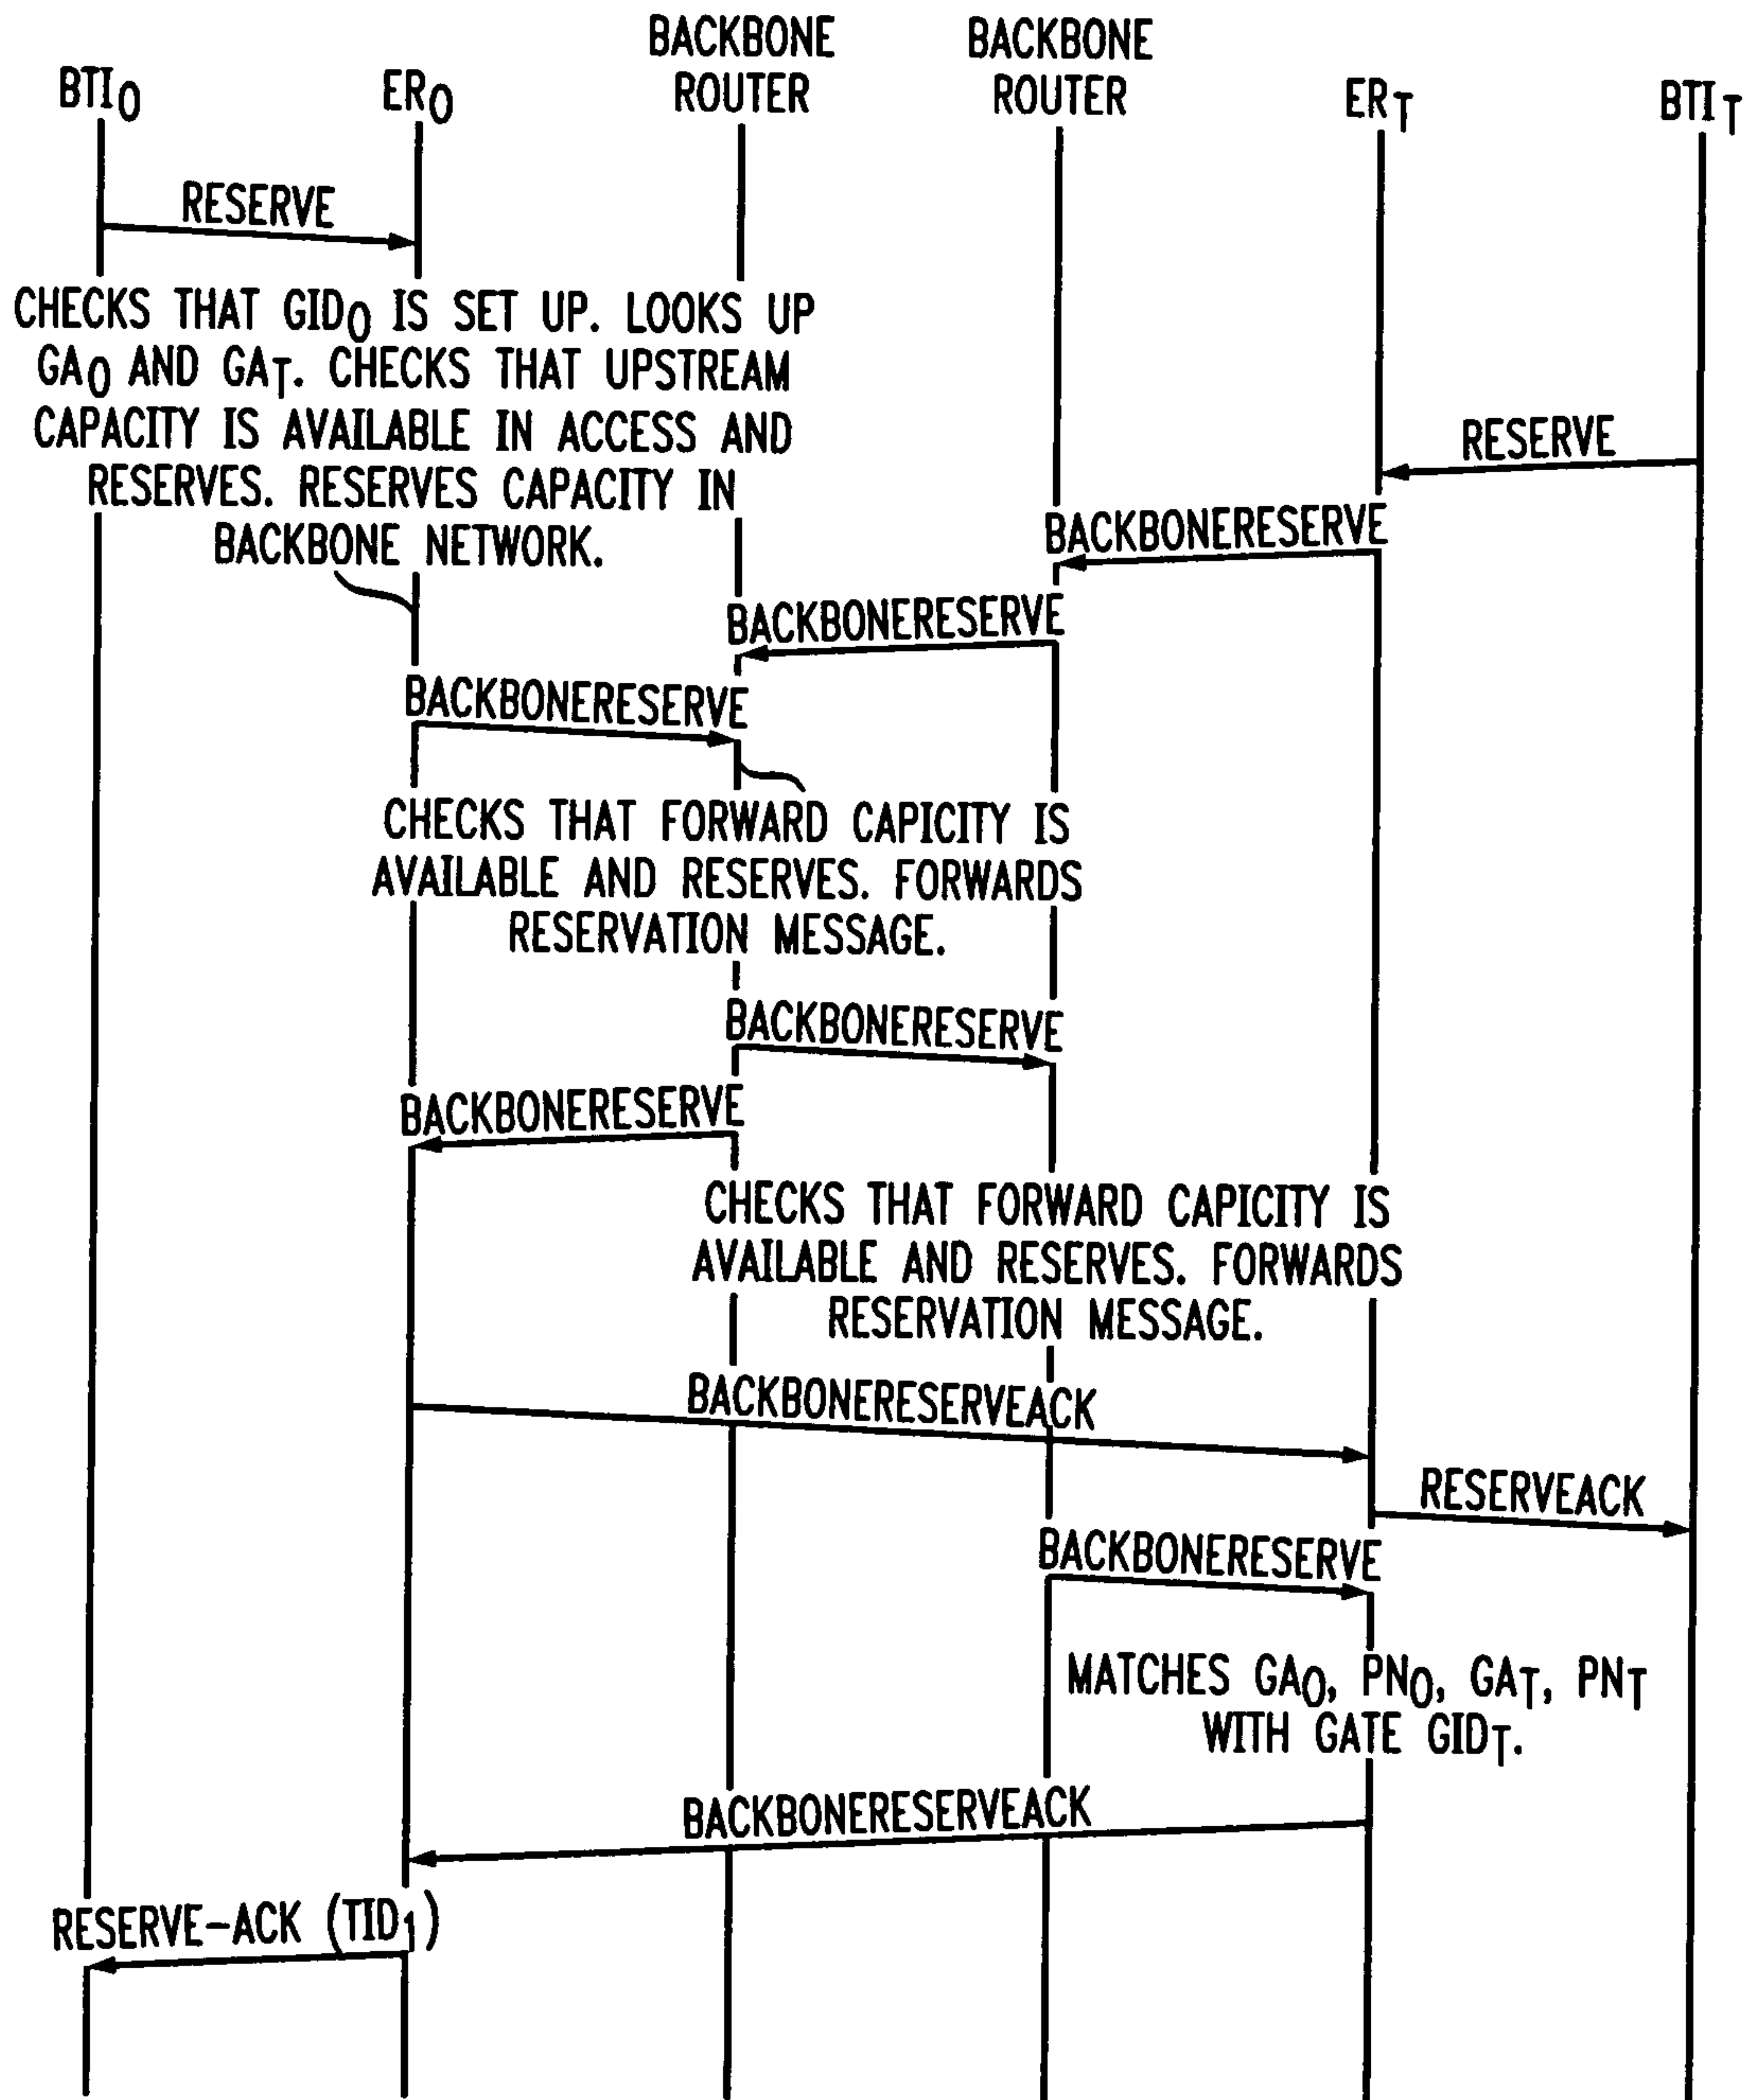 BACKBONE ROUTER
BACKBONE ROUTER
BTIO
ERO
ERT
BTIT
RESERVE
CHECKS THAT GIDO IS SET UP. LOOKS UP
GAO AND GAT. CHECKS THAT UPSTREAM
CAPACITY IS AVAILABLE IN ACCESS AND
RESERVES. RESERVES CAPACITY IN
BACKBONE NETWORK.
RESERVE
BACKBONERESERVE
BACKBONERESERVE
BACKBONERESERVE
CHECKS THAT FORWARD CAPICITY IS
AVAILABLE AND RESERVES. FORWARDS
RESERVATION MESSAGE.
BACKBONERESERVE
BACKBONERESERVE
CHECKS THAT FORWARD CAPICITY IS
AVAILABLE AND RESERVES. FORWARDS
RESERVATION MESSAGE.
BACKBONERESERVEACK
RESERVEACK
BACKBONERESERVE
MATCHES GAO, PNO, GAT, PNT
WITH GATE GIDT.
BACKBONERESERVEACK
RESERVE-ACK (TID1)